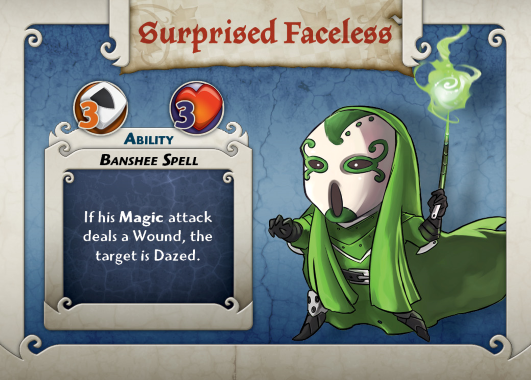 Surprised Faceless
3
3
Ability
Banshee Spell
If his Magic attack
deals a Wound, the
target is Dazed.